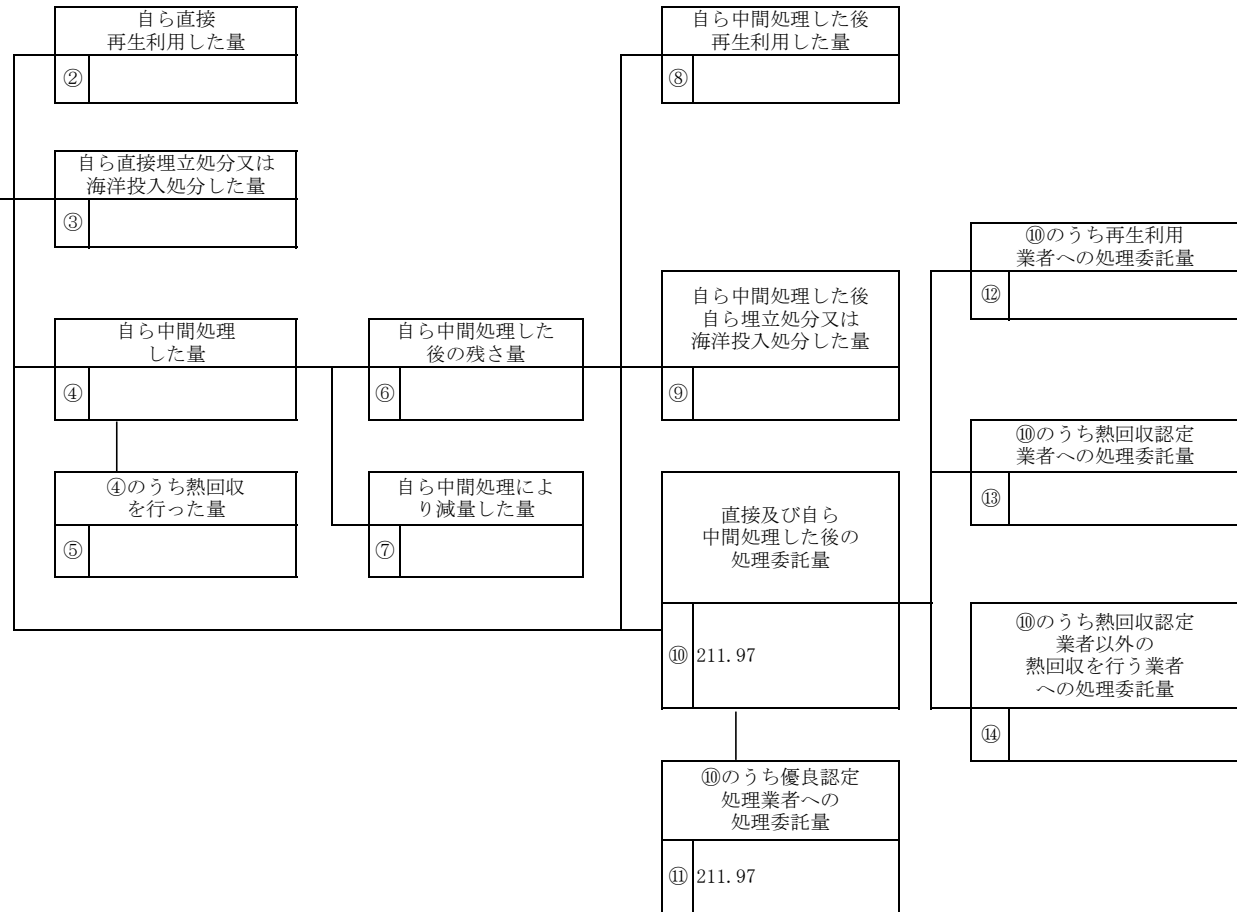 自ら直接
再生利用した量
②
自ら直接埋立処分又は
海洋投入処分した量
③
自ら中間処理
した量
④
④のうち熱回収
を行った量
⑤
自ら中間処理した
後の残さ量
⑥
自ら中間処理によ
り減量した量
⑦
自ら中間処理した後
再生利用した量
⑧
自ら中間処理した後
自ら埋立処分又は
海洋投入処分した量
⑨
直接及び自ら
中間処理した後の
処理委託量
⑩ 211.97
⑩のうち優良認定
処理業者への
処理委託量
⑪ 211.97
⑩のうち再生利用
業者への処理委託量
⑫
⑩のうち熱回収認定
業者への処理委託量
⑬
⑩のうち熱回収認定
業者以外の
熱回収を行う業者
への処理委託量
⑭